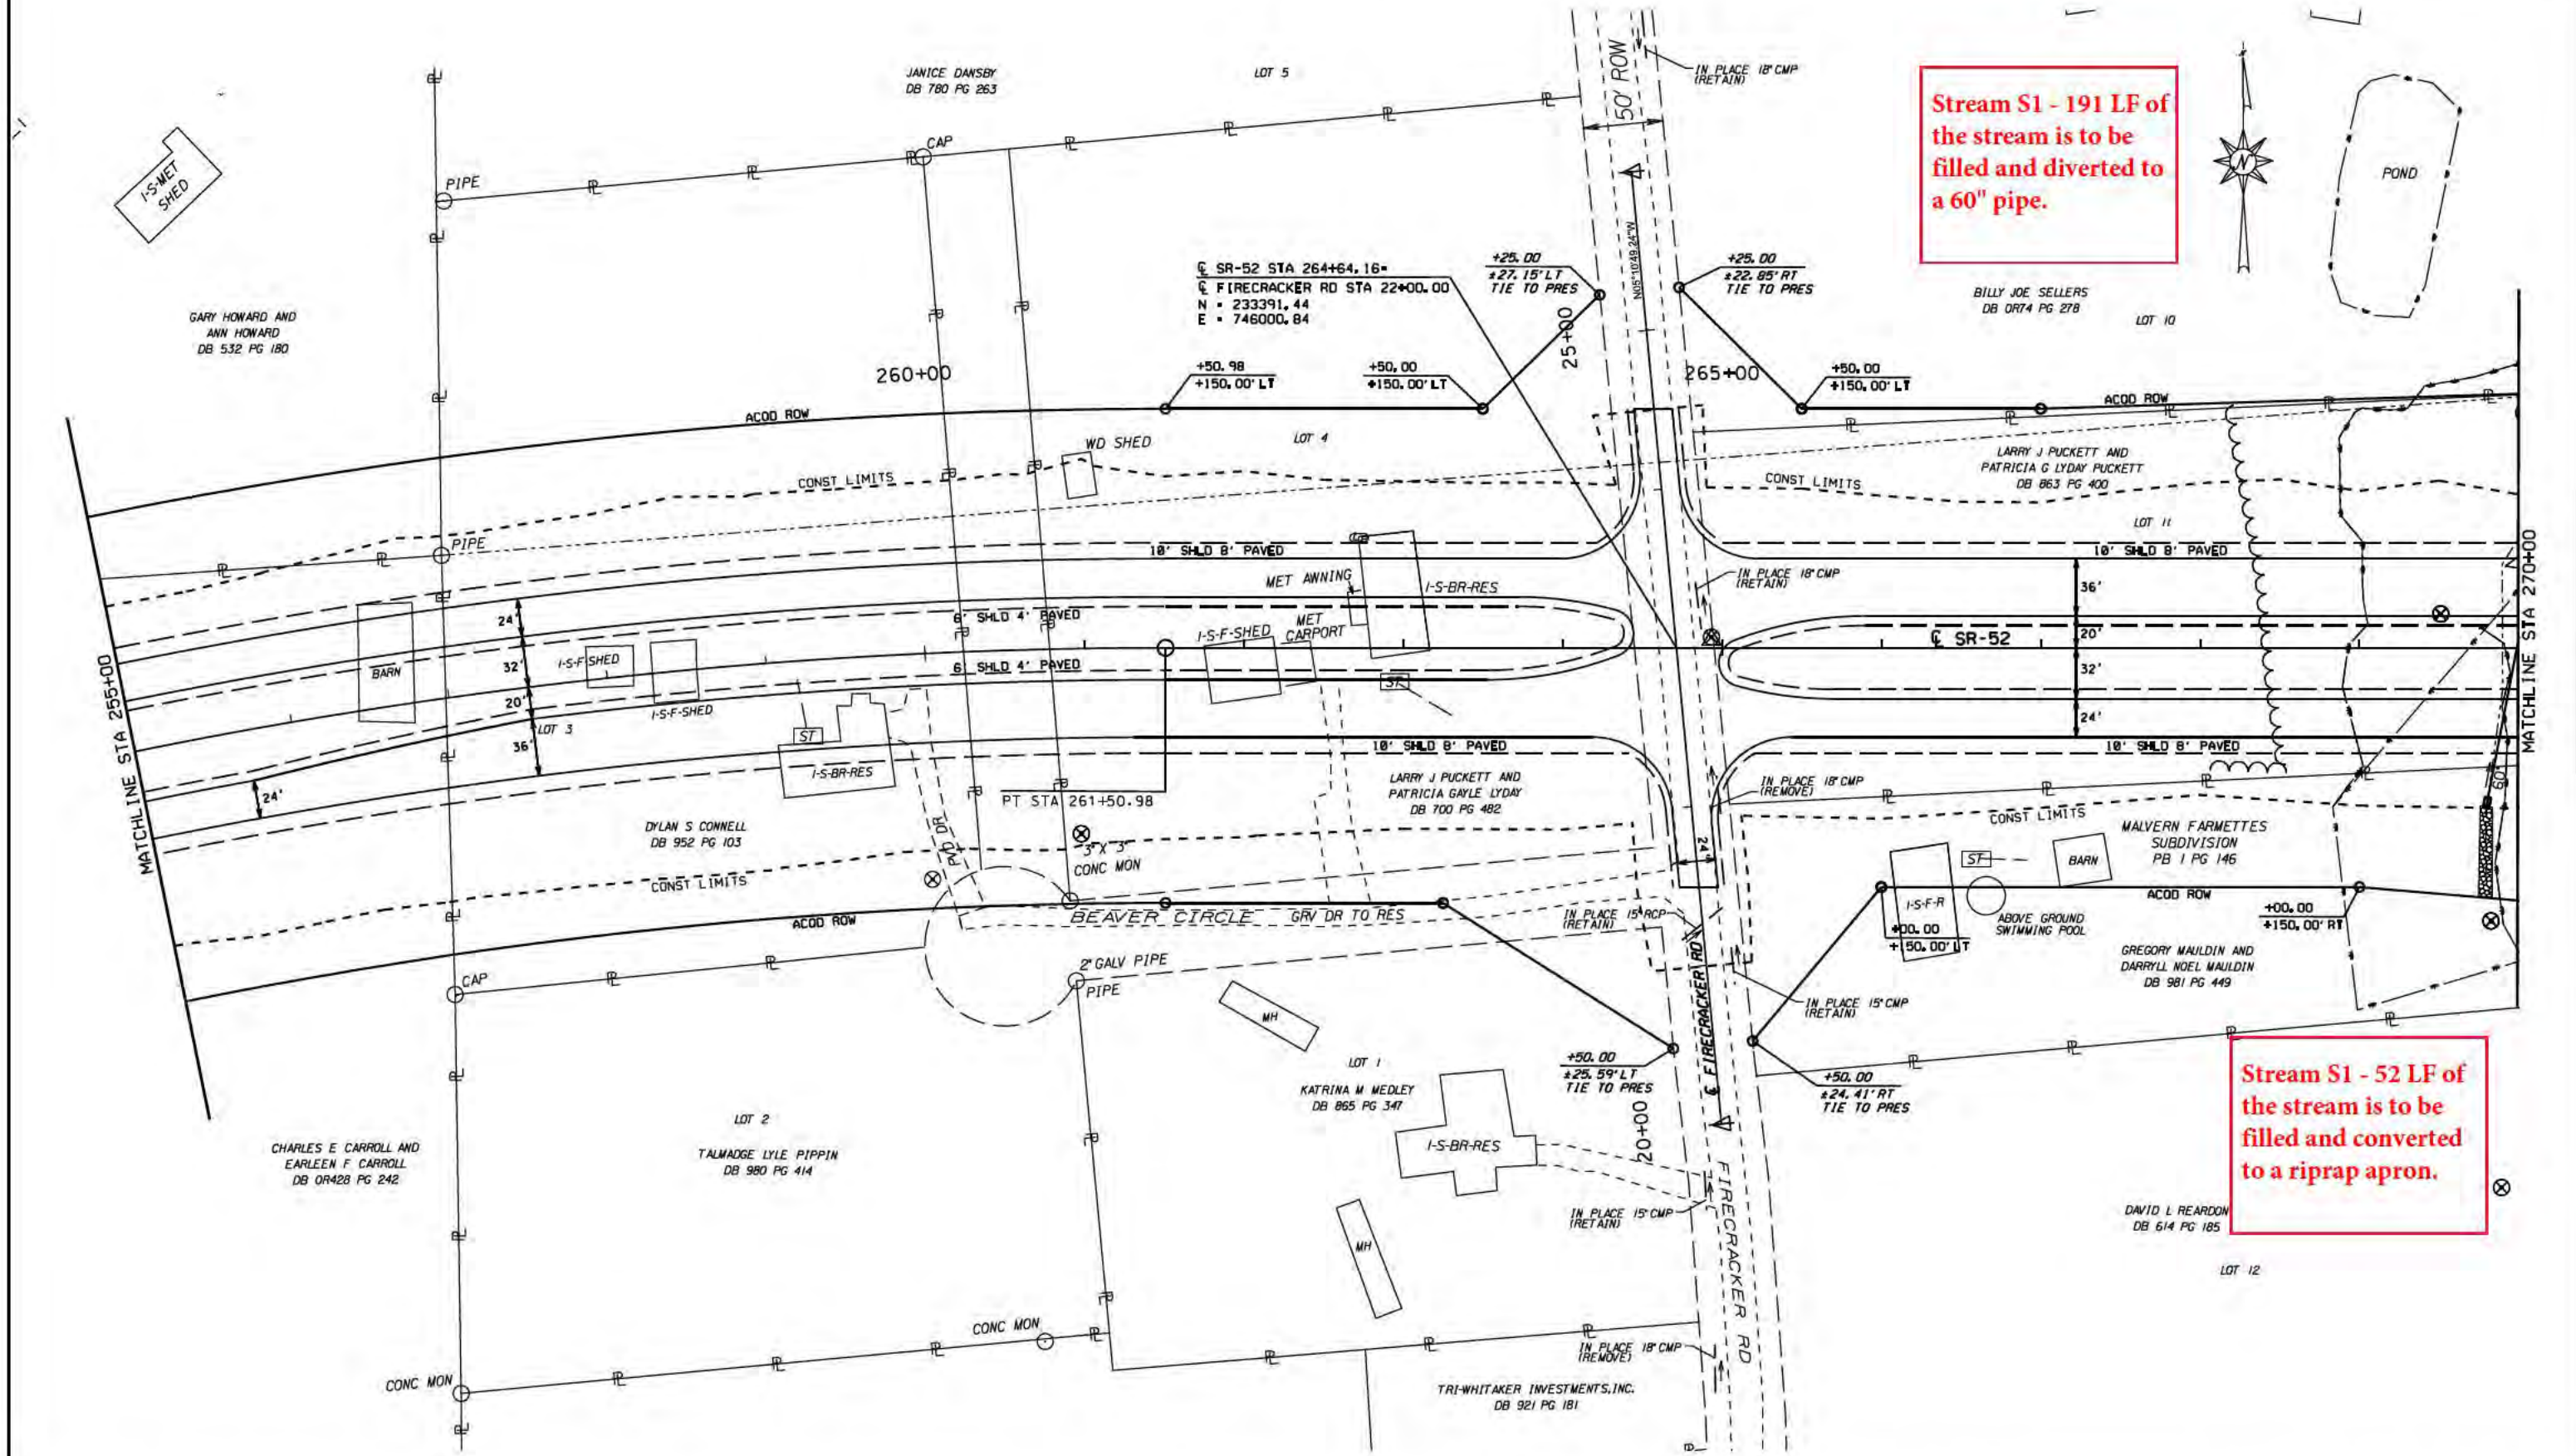 JANICE DANSBY
DB 780 PG 263
LOT 5
50' ROW
IN PLACE 18" CMP
(RETAIN)
Stream S1 - 191 LF of
the stream is to be
filled and diverted to
a 60" pipe.
N
POND
1-S-MET
SHED
PIPE
CAP
GARY HOWARD AND
ANN HOWARD
DB 532 PG 180
℄ SR-52 STA 264+64.16=
℄ FIRECRACKER RD STA 22+00.00
N = 233391.44
E = 746000.84
+25.00
±27.15' LT
TIE TO PRES
N05°10'49.24"W
+25.00
±22.85' RT
TIE TO PRES
BILLY JOE SELLERS
DB OR74 PG 278
LOT 10
260+00
25+00
265+00
+50.98
+150.00' LT
+50.00
+150.00' LT
+50.00
+150.00' LT
ACOD ROW
ACOD ROW
WD SHED
LOT 4
LARRY J PUCKETT AND
PATRICIA G LYDAY PUCKETT
DB 863 PG 400
CONST LIMITS
CONST LIMITS
LOT 11
PIPE
10' SHLD 8' PAVED
10' SHLD 8' PAVED
MET AWNING
1-S-BR-RES
IN PLACE 18" CMP
(RETAIN)
36'
24'
6' SHLD 4' PAVED
1-S-F-SHED
MET
CARPORT
℄ SR-52
20'
32'
6' SHLD 4' PAVED
32'
BARN
1-S-F SHED
1-S-F-SHED
ST
20'
LOT 3
ST
24'
36'
10' SHLD 8' PAVED
10' SHLD 8' PAVED
MATCHLINE STA 255+00
MATCHLINE STA 270+00
24'
1-S-BR-RES
PT STA 261+50.98
LARRY J PUCKETT AND
PATRICIA GAYLE LYDAY
DB 700 PG 482
IN PLACE 18" CMP
(REMOVE)
60"
DYLAN S CONNELL
DB 952 PG 103
PVD DR
3" X 3"
CONC MON
24'
CONST LIMITS
MALVERN FARMETTES
SUBDIVISION
PB 1 PG 146
ST
BARN
CONST LIMITS
ACOD ROW
BEAVER CIRCLE
GRV DR TO RES
IN PLACE 15" RCP
(RETAIN)
1-S-F-R
+00.00
+150.00' LT
ABOVE GROUND
SWIMMING POOL
ACOD ROW
+00.00
+150.00' RT
GREGORY MAULDIN AND
DARRYLL NOEL MAULDIN
DB 981 PG 449
CAP
2" GALV PIPE
PIPE
MH
℄ FIRECRACKER RD
IN PLACE 15" CMP
(RETAIN)
LOT 1
KATRINA M MEDLEY
DB 865 PG 347
+50.00
±25.59' LT
TIE TO PRES
+50.00
±24.41' RT
TIE TO PRES
Stream S1 - 52 LF of
the stream is to be
filled and converted
to a riprap apron.
LOT 2
TALMADGE LYLE PIPPIN
DB 980 PG 414
CHARLES E CARROLL AND
EARLEEN F CARROLL
DB OR428 PG 242
1-S-BR-RES
20+00
FIRECRACKER RD
IN PLACE 15" CMP
(RETAIN)
MH
DAVID L REARDON
DB 614 PG 185
LOT 12
CONC MON
CONC MON
IN PLACE 18" CMP
(REMOVE)
TRI-WHITAKER INVESTMENTS,INC.
DB 921 PG 181